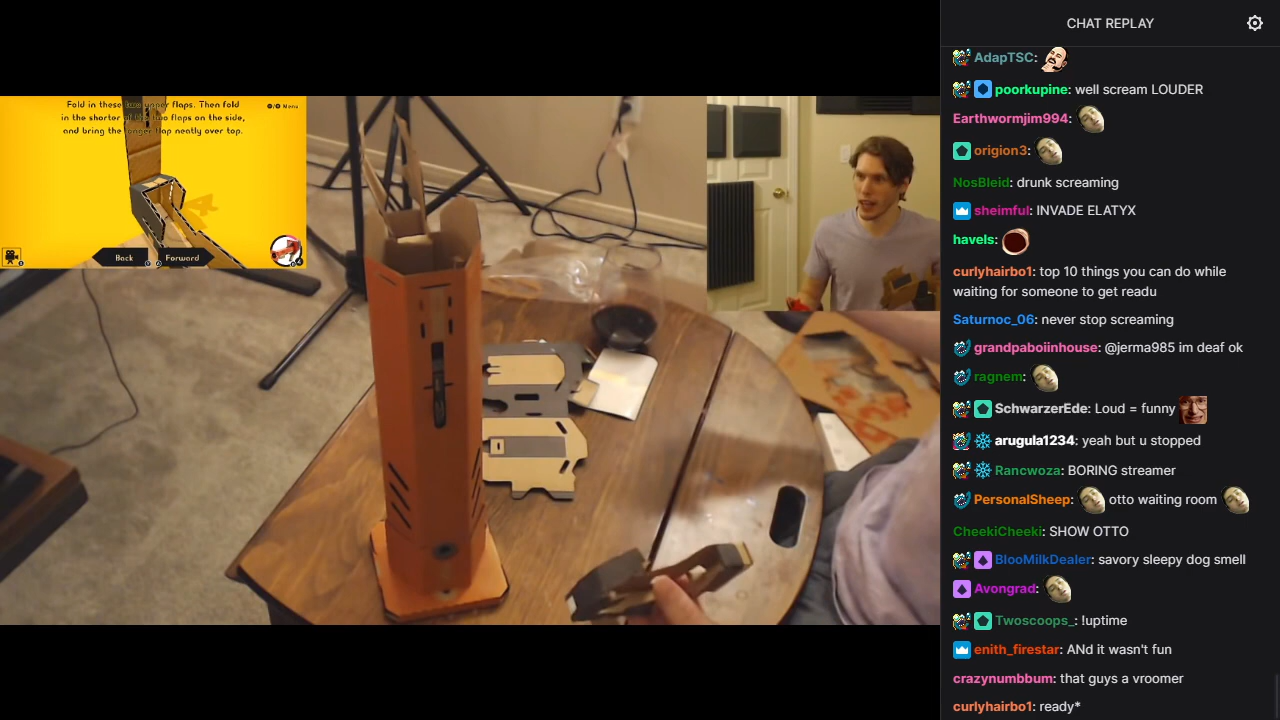 Fold in these two upper flaps. Then fold
in the shorter of the two flaps on the side,
and bring the longer flap neatly over top.
Menu
Back
Forward
CHAT REPLAY
AdapTSC:
poorkupine: well scream LOUDER
Earthwormjim994:
origion3:
NosBleid: drunk screaming
sheimful: INVADE ELATYX
havels:
curlyhairbo1: top 10 things you can do while
waiting for someone to get readu
Saturnoc_06: never stop screaming
grandpaboiinhouse: @jerma985 im deaf ok
ragnem:
SchwarzerEde: Loud = funny
arugula1234: yeah but u stopped
Rancwoza: BORING streamer
PersonalSheep: otto waiting room
CheekiCheeki: SHOW OTTO
BlooMilkDealer: savory sleepy dog smell
Avongrad:
Twoscoops_: !uptime
enith_firestar: ANd it wasn't fun
crazynumbbum: that guys a vroomer
curlyhairbo1: ready*